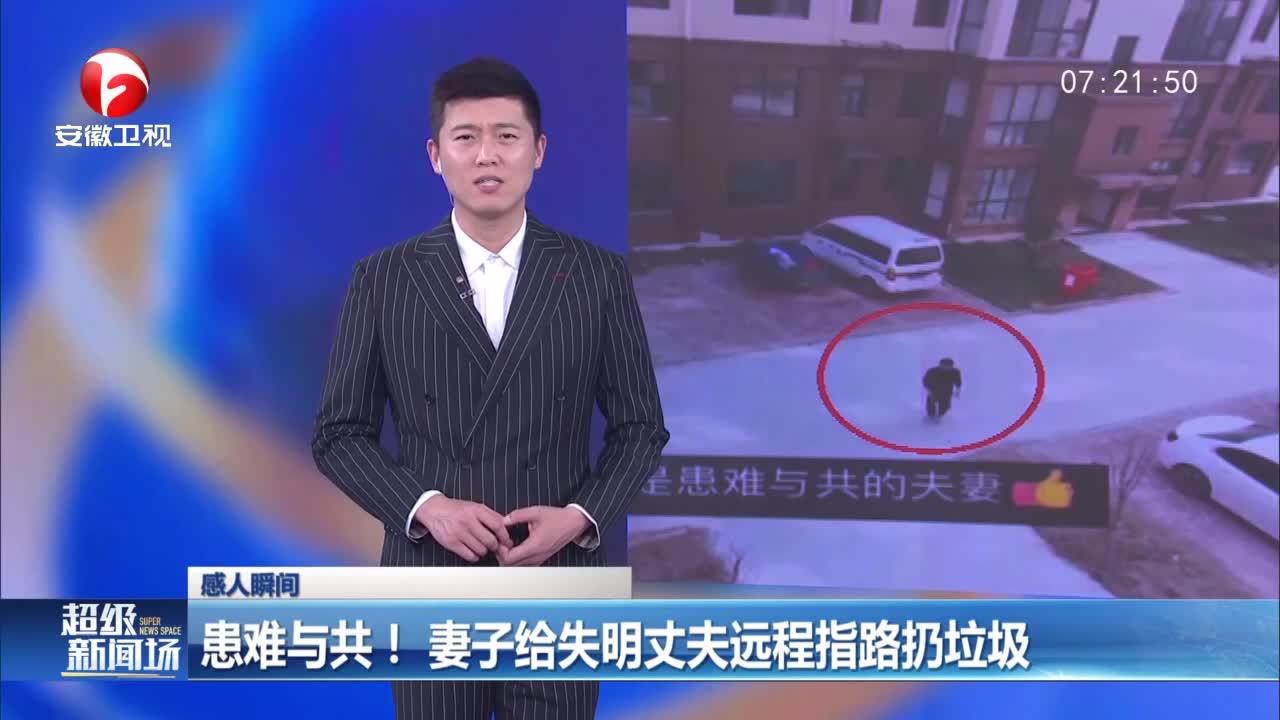 安徽卫视
07:21:50
是患难与共的夫妻
感人瞬间
超级新闻场
SUPER NEWS SPACE
患难与共！ 妻子给失明丈夫远程指路扔垃圾